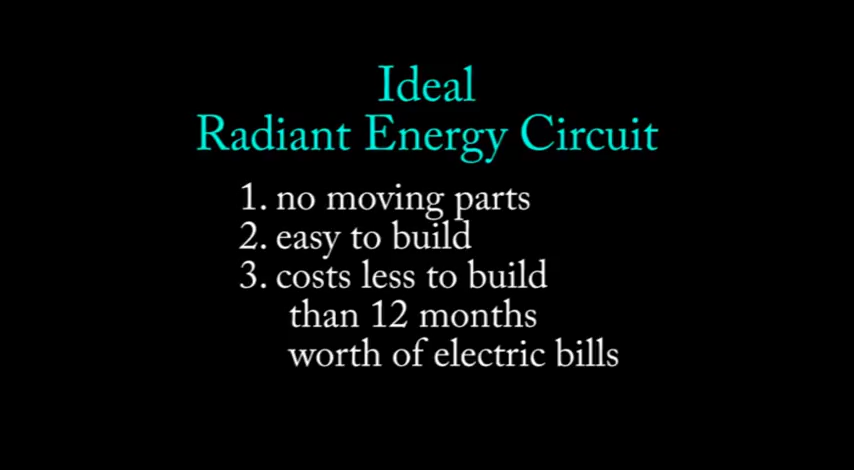 Ideal
Radiant Energy Circuit
1. no moving parts
2. easy to build
3. costs less to build
than 12 months
worth of electric bills